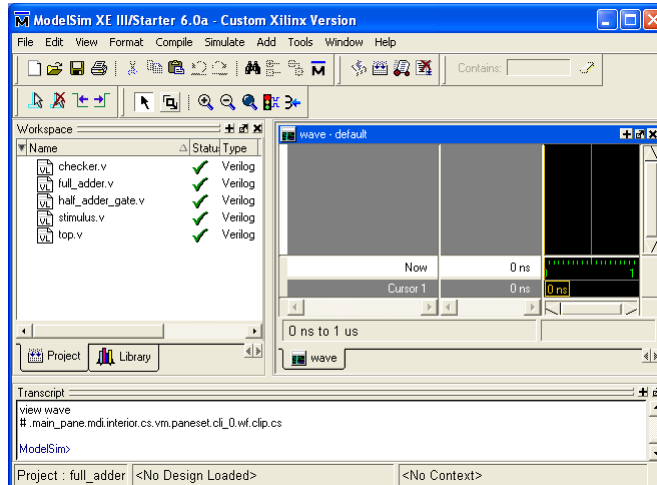 ModelSim XE III/Starter 6.0a - Custom Xilinx Version
File Edit View Format Compile Simulate Add Tools Window Help
Contains:
Workspace
Name Status Type
checker.v Verilog
full_adder.v Verilog
half_adder_gate.v Verilog
stimulus.v Verilog
top.v Verilog
Project Library
wave - default
Now 0 ns
1
Cursor 1 0 ns 0 ns
0 ns to 1 us
wave
Transcript
view wave
# .main_pane.mdi.interior.cs.vm.paneset.cli_0.wf.clip.cs
ModelSim>
Project : full_adder <No Design Loaded> <No Context>